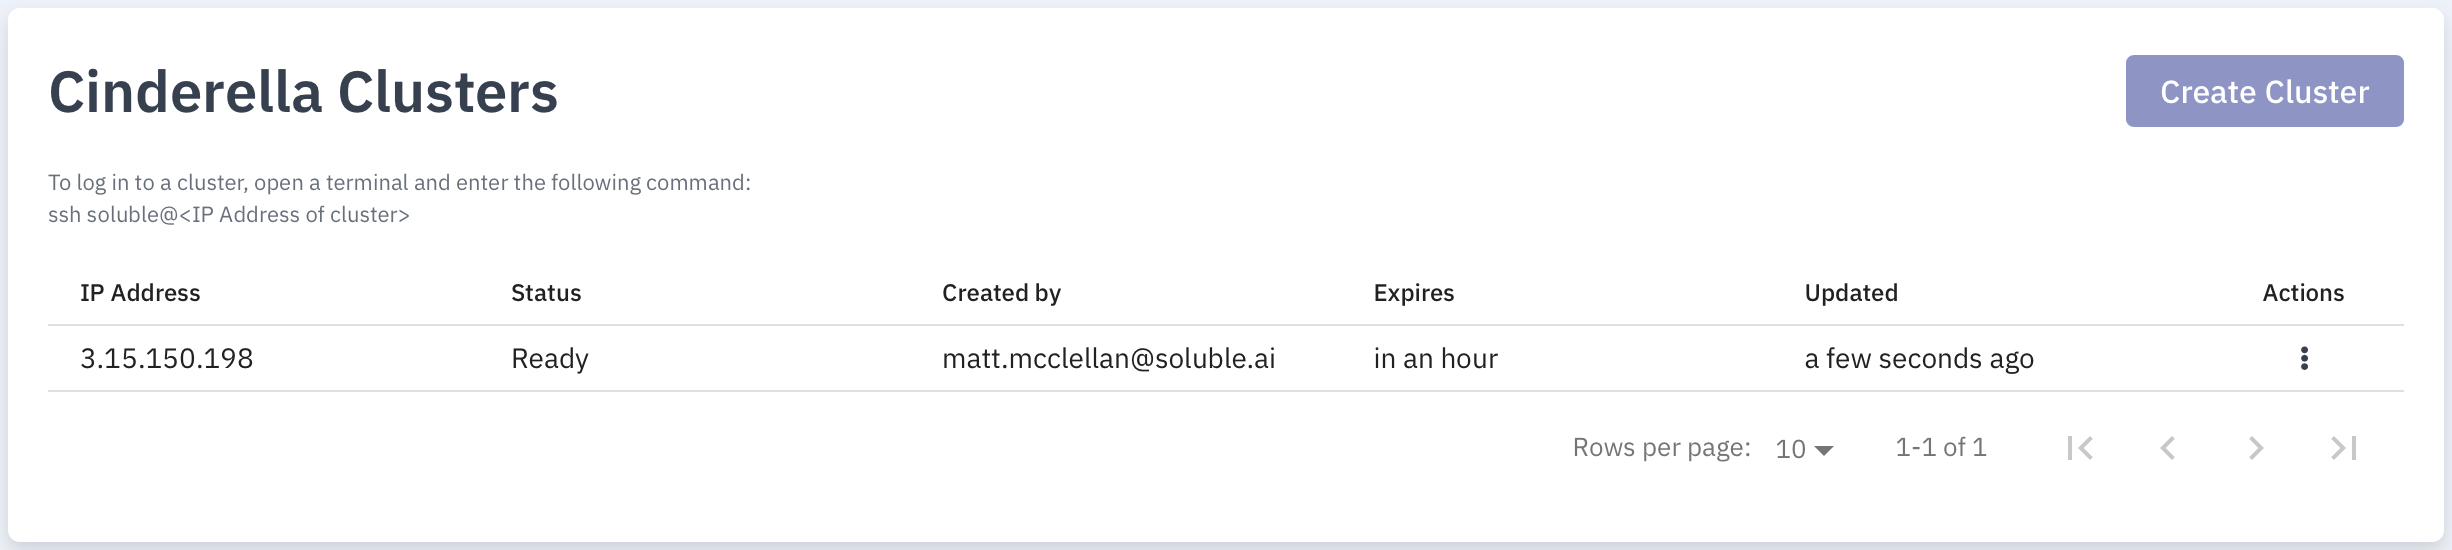 Cinderella Clusters
Create Cluster
To log in to a cluster, open a terminal and enter the following command:
ssh soluble@<IP Address of cluster>
IP Address Status Created by Expires Updated Actions
3.15.150.198 Ready matt.mcclellan@soluble.ai in an hour a few seconds ago
Rows per page: 10 1-1 of 1